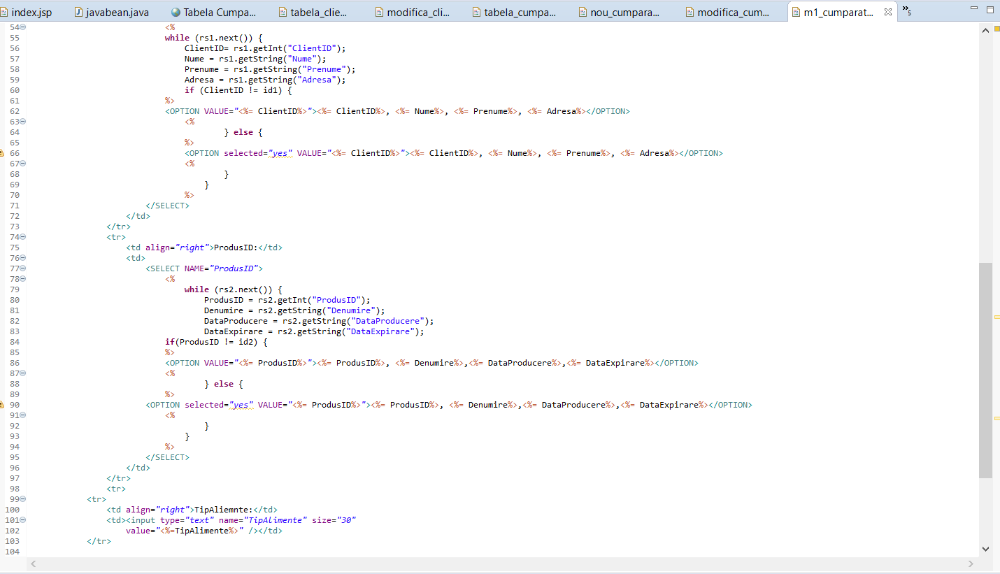 index.jsp javabean.java Tabela Cumpa... tabela_clie... modifica_cli... tabela_cumpa... nou_cumpara... modifica_cum... m1_cumparat... »5
54 <%
55 while (rs1.next()) {
56 ClientID= rs1.getInt("ClientID");
57 Nume = rs1.getString("Nume");
58 Prenume = rs1.getString("Prenume");
59 Adresa = rs1.getString("Adresa");
60 if (ClientID != id1) {
61 %>
62 <OPTION VALUE="<%= ClientID%>"><%= ClientID%>, <%= Nume%>, <%= Prenume%>, <%= Adresa%></OPTION>
63 <%
64 } else {
65 %>
66 <OPTION selected="yes" VALUE="<%= ClientID%>"><%= ClientID%>, <%= Nume%>, <%= Prenume%>, <%= Adresa%></OPTION>
67 <%
68 }
69 }
70 %>
71 </SELECT>
72 </td>
73 </tr>
74 <tr>
75 <td align="right">ProdusID:</td>
76 <td>
77 <SELECT NAME="ProdusID">
78 <%
79 while (rs2.next()) {
80 ProdusID = rs2.getInt("ProdusID");
81 Denumire = rs2.getString("Denumire");
82 DataProducere = rs2.getString("DataProducere");
83 DataExpirare = rs2.getString("DataExpirare");
84 if(ProdusID != id2) {
85 %>
86 <OPTION VALUE="<%= ProdusID%>"><%= ProdusID%>, <%= Denumire%>,<%= DataProducere%>,<%= DataExpirare%></OPTION>
87 <%
88 } else {
89 %>
90 <OPTION selected="yes" VALUE="<%= ProdusID%>"><%= ProdusID%>, <%= Denumire%>,<%= DataProducere%>,<%= DataExpirare%></OPTION>
91 <%
92 }
93 }
94 %>
95 </SELECT>
96 </td>
97 </tr>
98 <tr>
99 <tr>
100 <td align="right">TipAliemnte:</td>
101 <td><input type="text" name="TipAlimente" size="30"
102 value="<%=TipAlimente%>" /></td>
103 </tr>
104